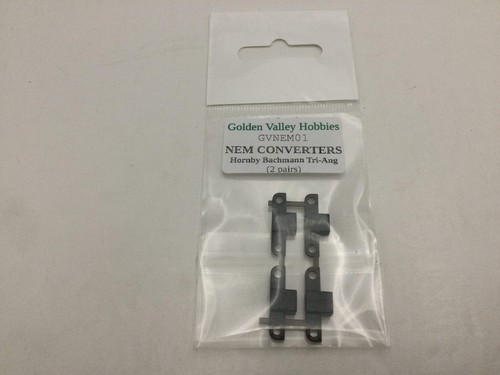 Golden Valley Hobbies
GVNEM01
NEM CONVERTERS
Hornby Bachmann Tri-Ang
(2 pairs)